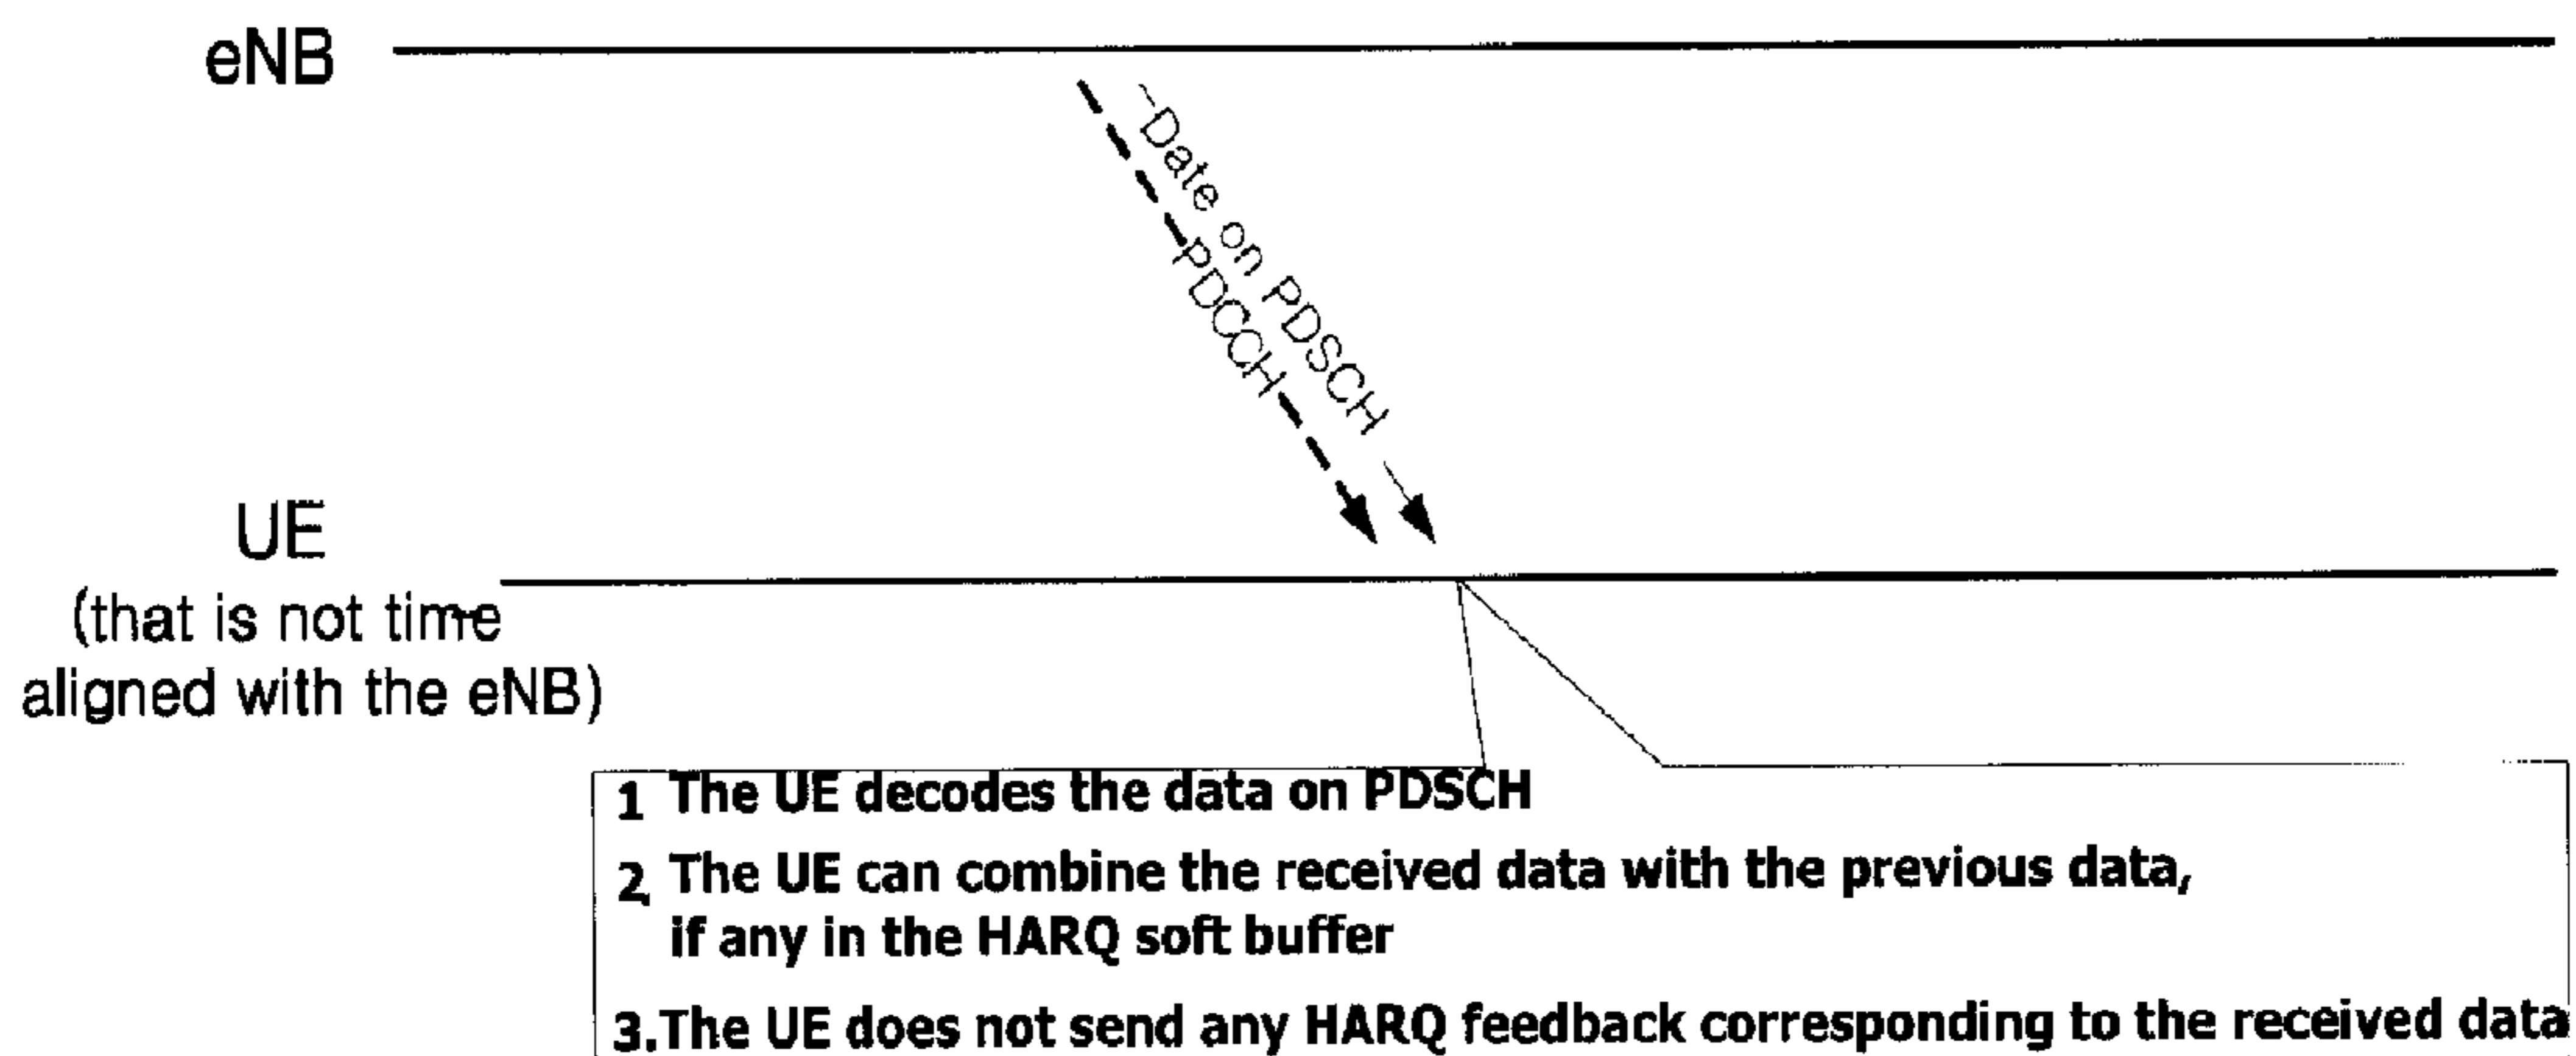 eNB
Date on PDSCH
PDCCH
UE
(that is not time
aligned with the eNB)
1 The UE decodes the data on PDSCH
2 The UE can combine the received data with the previous data,
if any in the HARQ soft buffer
3.The UE does not send any HARQ feedback corresponding to the received data